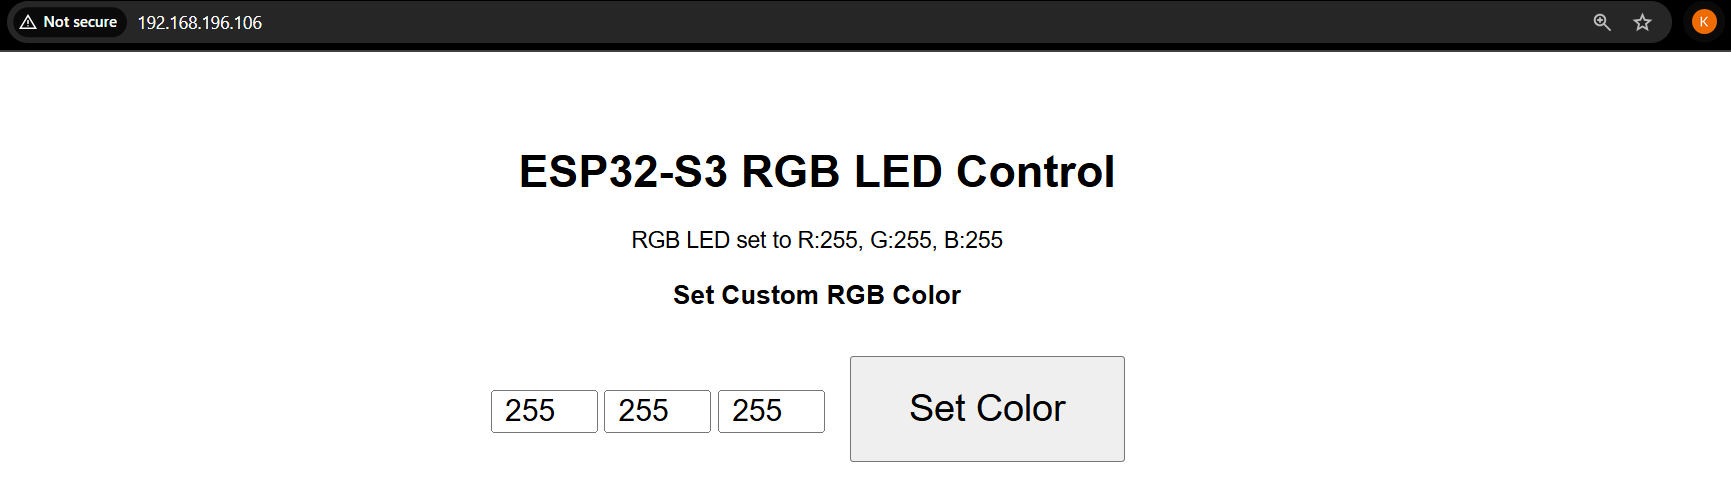 Not secure 192.168.196.106 K
ESP32-S3 RGB LED Control
RGB LED set to R:255, G:255, B:255
Set Custom RGB Color
255 255 255 Set Color